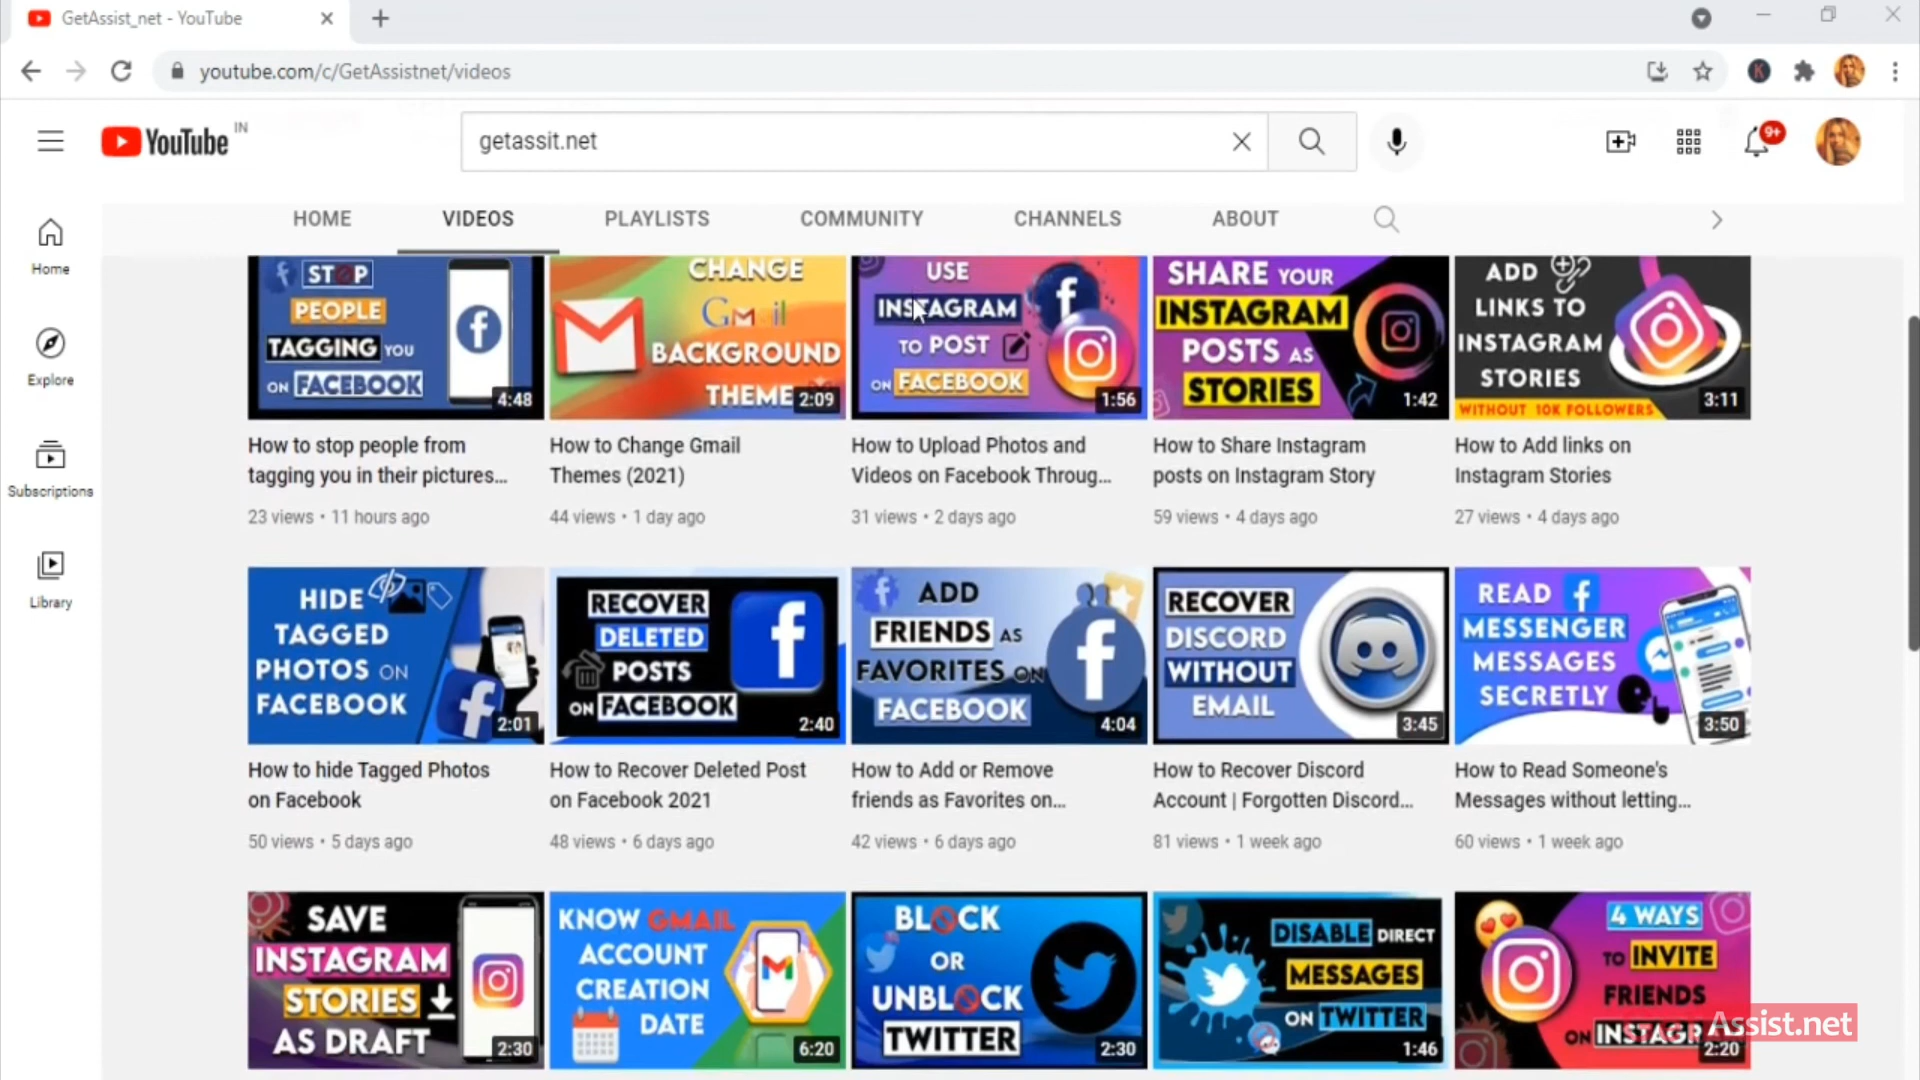 GetAssist_net - YouTube
youtube.com/c/GetAssistnet/videos
K
YouTube IN
getassit.net
9+
HOME VIDEOS PLAYLISTS COMMUNITY CHANNELS ABOUT
Home
Explore
Subscriptions
Library
STOP
PEOPLE
TAGGING YOU
ON FACEBOOK
4:48
CHANGE
Gmail
BACKGROUND
THEME
2:09
USE
INSTAGRAM
TO POST
ON FACEBOOK
1:56
SHARE YOUR
INSTAGRAM
POSTS AS
STORIES
1:42
ADD
LINKS TO
INSTAGRAM
STORIES
WITHOUT 10K FOLLOWERS
3:11
How to stop people from
tagging you in their pictures...
23 views • 11 hours ago
How to Change Gmail
Themes (2021)
44 views • 1 day ago
How to Upload Photos and
Videos on Facebook Throug...
31 views • 2 days ago
How to Share Instagram
posts on Instagram Story
59 views • 4 days ago
How to Add links on
Instagram Stories
27 views • 4 days ago
HIDE
TAGGED
PHOTOS ON
FACEBOOK
2:01
RECOVER
DELETED
POSTS
ON FACEBOOK
2:40
ADD
FRIENDS AS
FAVORITES ON
FACEBOOK
4:04
RECOVER
DISCORD
WITHOUT
EMAIL
3:45
READ
MESSENGER
MESSAGES
SECRETLY
3:50
How to hide Tagged Photos
on Facebook
50 views • 5 days ago
How to Recover Deleted Post
on Facebook 2021
48 views • 6 days ago
How to Add or Remove
friends as Favorites on...
42 views • 6 days ago
How to Recover Discord
Account | Forgotten Discord...
81 views • 1 week ago
How to Read Someone's
Messages without letting...
60 views • 1 week ago
SAVE
INSTAGRAM
STORIES
AS DRAFT
2:30
KNOW GMAIL
ACCOUNT
CREATION
DATE
6:20
BLOCK
OR
UNBLOCK
TWITTER
2:30
DISABLE DIRECT
MESSAGES
ON TWITTER
1:46
4 WAYS
TO INVITE
FRIENDS
ON INSTAGR
2:20
Assist.net